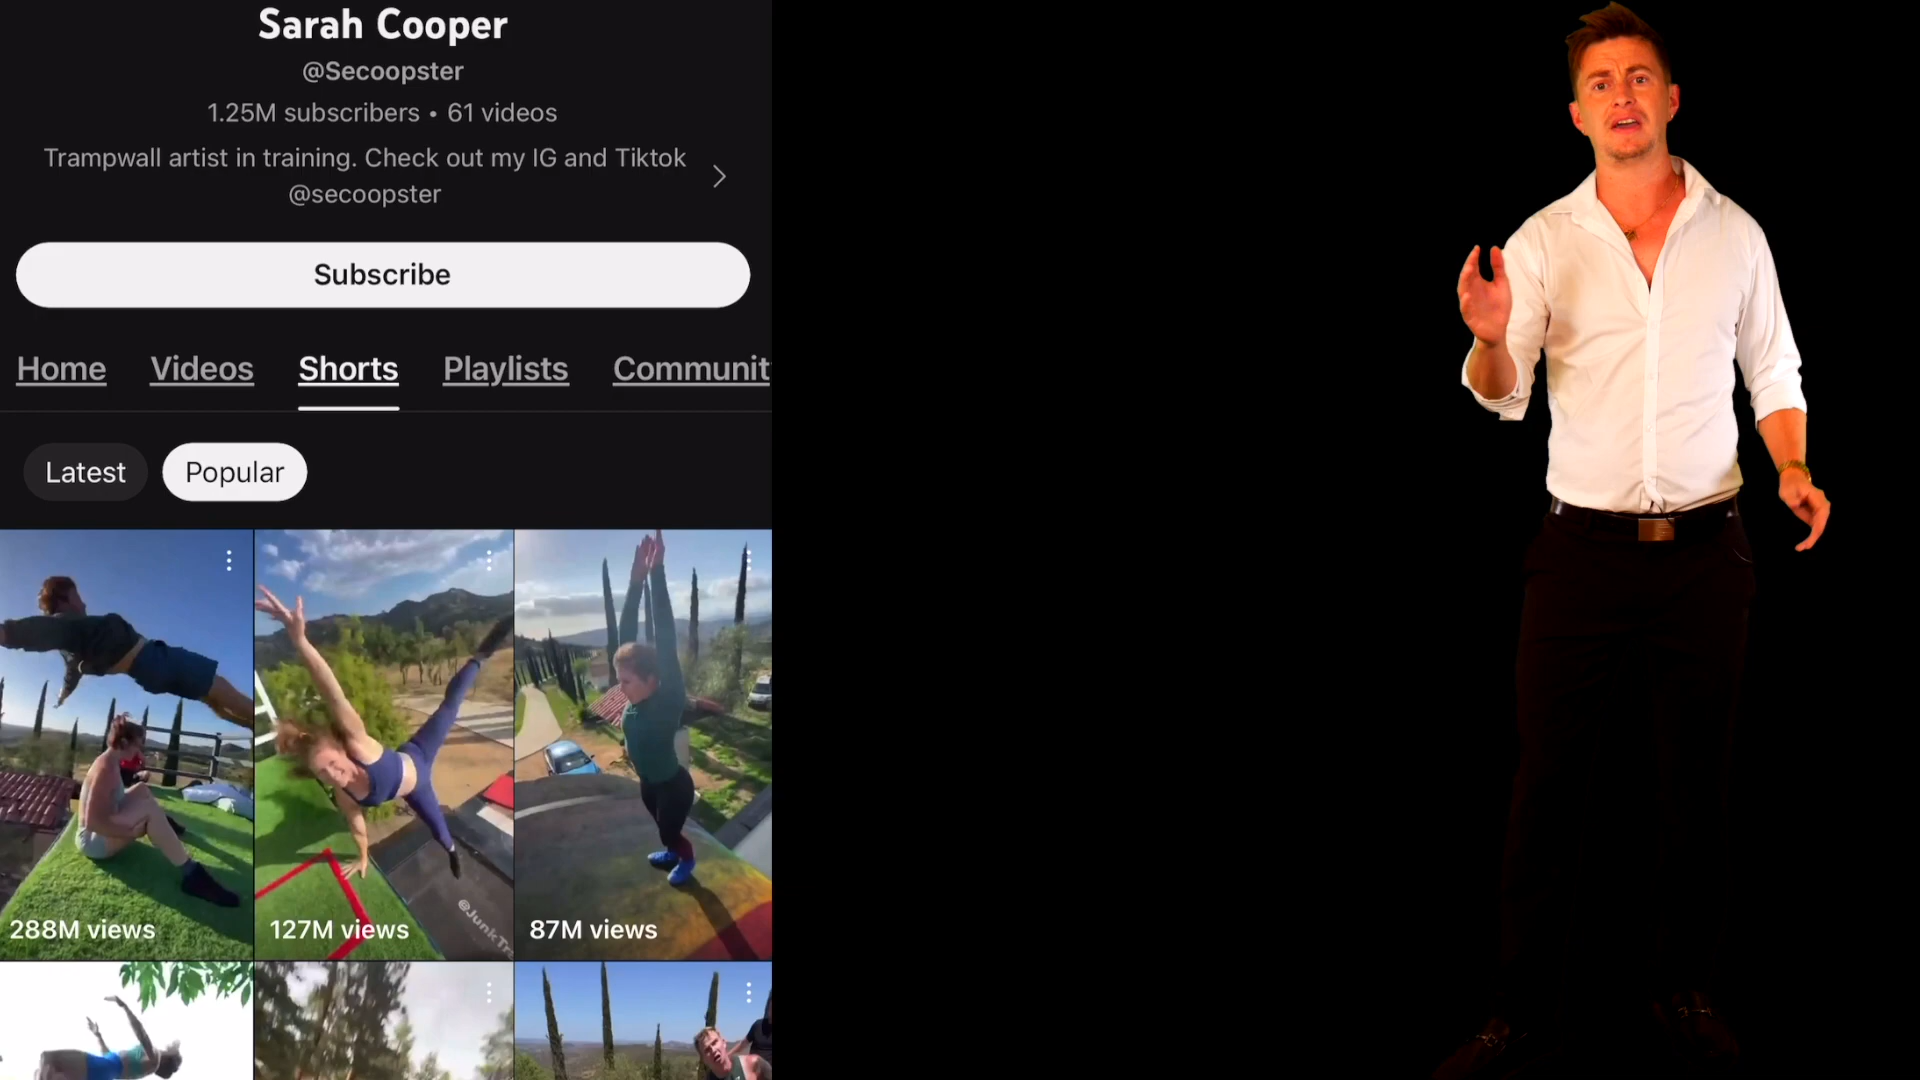 Sarah Cooper
@Secoopster
1.25M subscribers • 61 videos
Trampwall artist in training. Check out my IG and Tiktok
@secoopster
Subscribe
Home Videos Shorts Playlists Communit
Latest Popular
@JunkTr
288M views 127M views 87M views